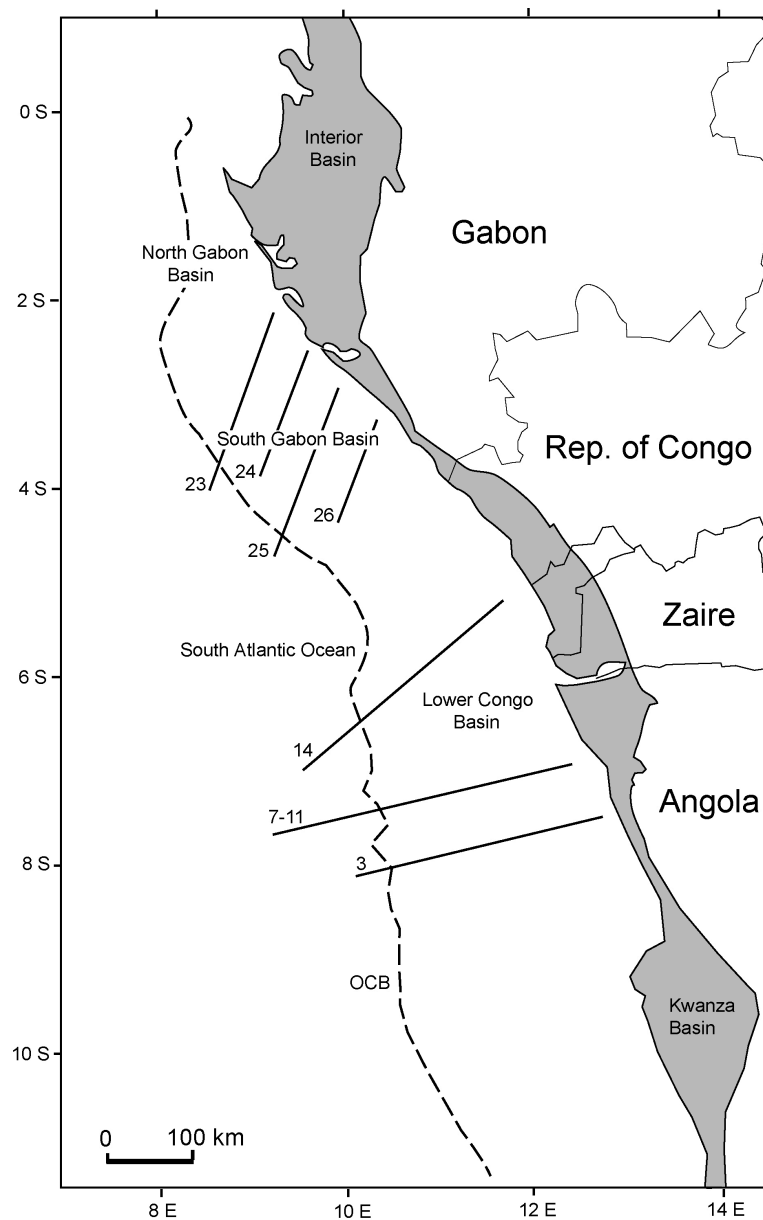 0 S
Interior
Basin
Gabon
North Gabon
Basin
2 S
South Gabon Basin
Rep. of Congo
23
24
4 S
26
25
Zaire
South Atlantic Ocean
6 S
Lower Congo
Basin
14
Angola
7-11
8 S
3
OCB
Kwanza
Basin
10 S
0
100 km
8 E
10 E
12 E
14 E